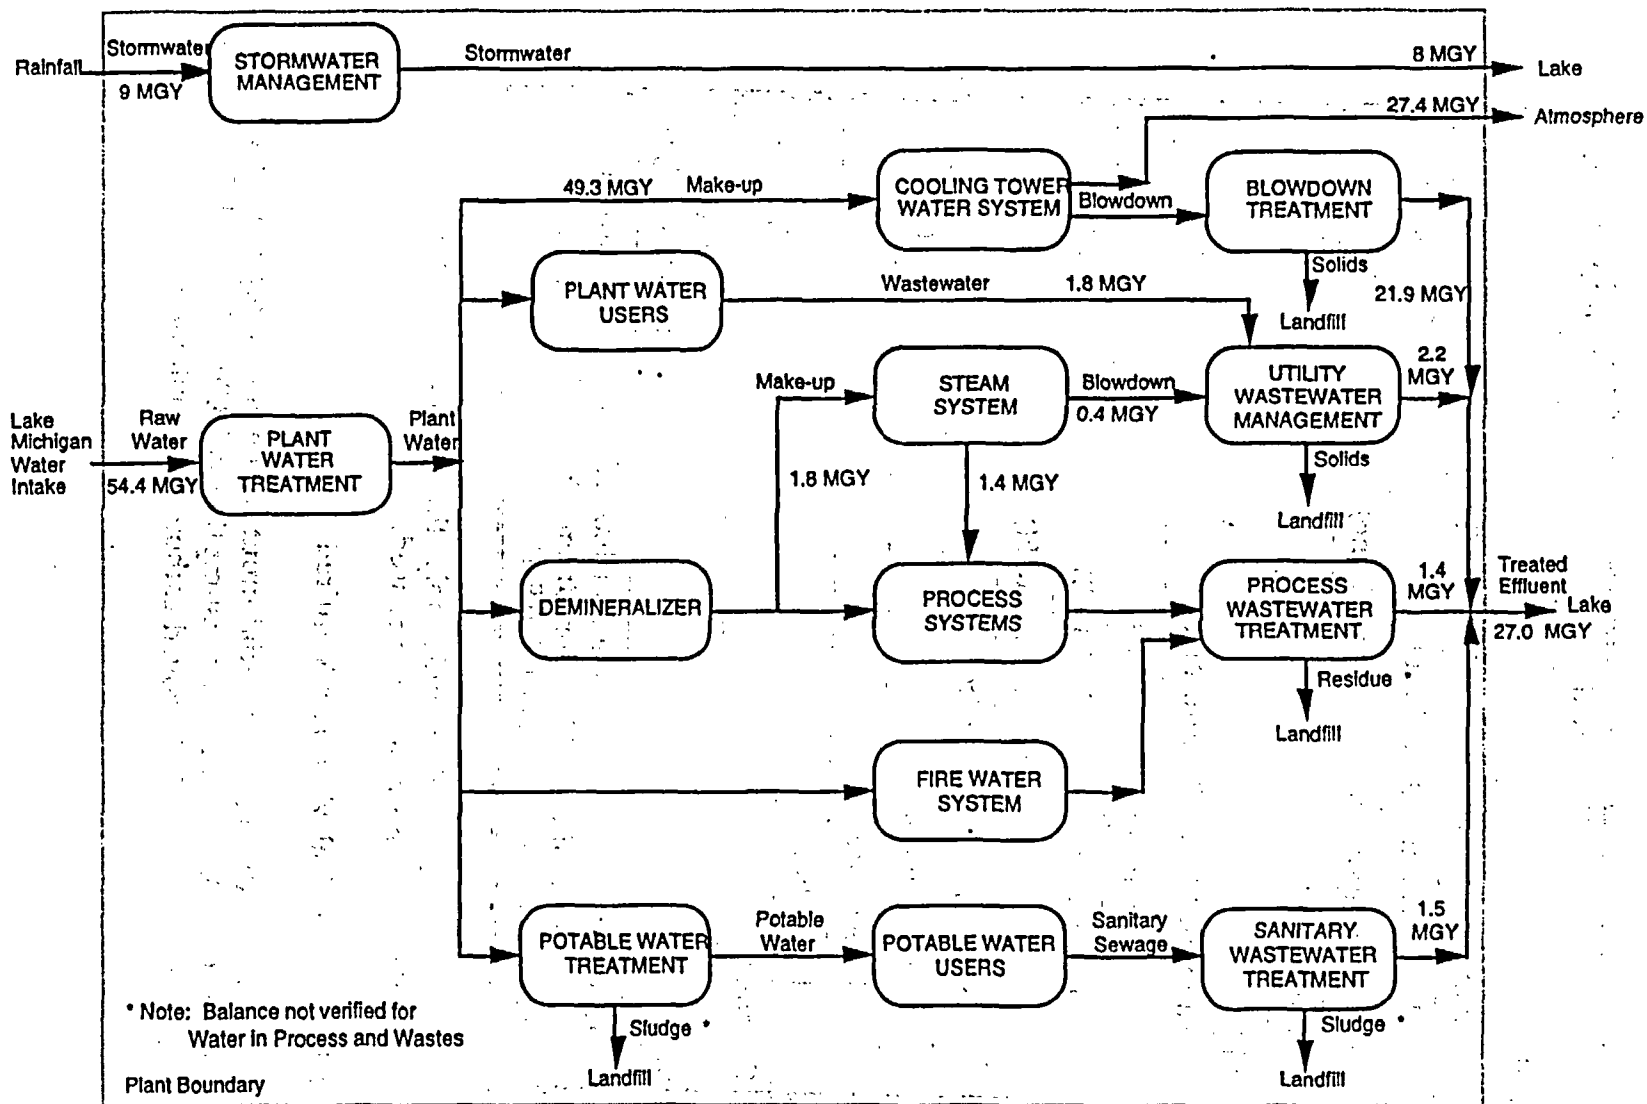 Rainfall
Stormwater
9 MGY
STORMWATER
MANAGEMENT
Stormwater
8 MGY
Lake
27.4 MGY
Atmosphere
49.3 MGY
Make-up
COOLING TOWER
WATER SYSTEM
Blowdown
BLOWDOWN
TREATMENT
Solids
Landfill
21.9 MGY
PLANT WATER
USERS
Wastewater
1.8 MGY
Make-up
STEAM
SYSTEM
Blowdown
0.4 MGY
UTILITY
WASTEWATER
MANAGEMENT
2.2
MGY
Solids
Landfill
Lake
Michigan
Water
Intake
Raw
Water
54.4 MGY
PLANT
WATER
TREATMENT
Plant
Water
1.8 MGY
1.4 MGY
DEMINERALIZER
PROCESS
SYSTEMS
PROCESS
WASTEWATER
TREATMENT
1.4
MGY
Treated
Effluent
Lake
27.0 MGY
Residue *
Landfill
FIRE WATER
SYSTEM
POTABLE WATER
TREATMENT
Potable
Water
POTABLE WATER
USERS
Sanitary
Sewage
SANITARY
WASTEWATER
TREATMENT
1.5
MGY
Sludge *
Landfill
Sludge *
Landfill
* Note: Balance not verified for
Water in Process and Wastes
Plant Boundary